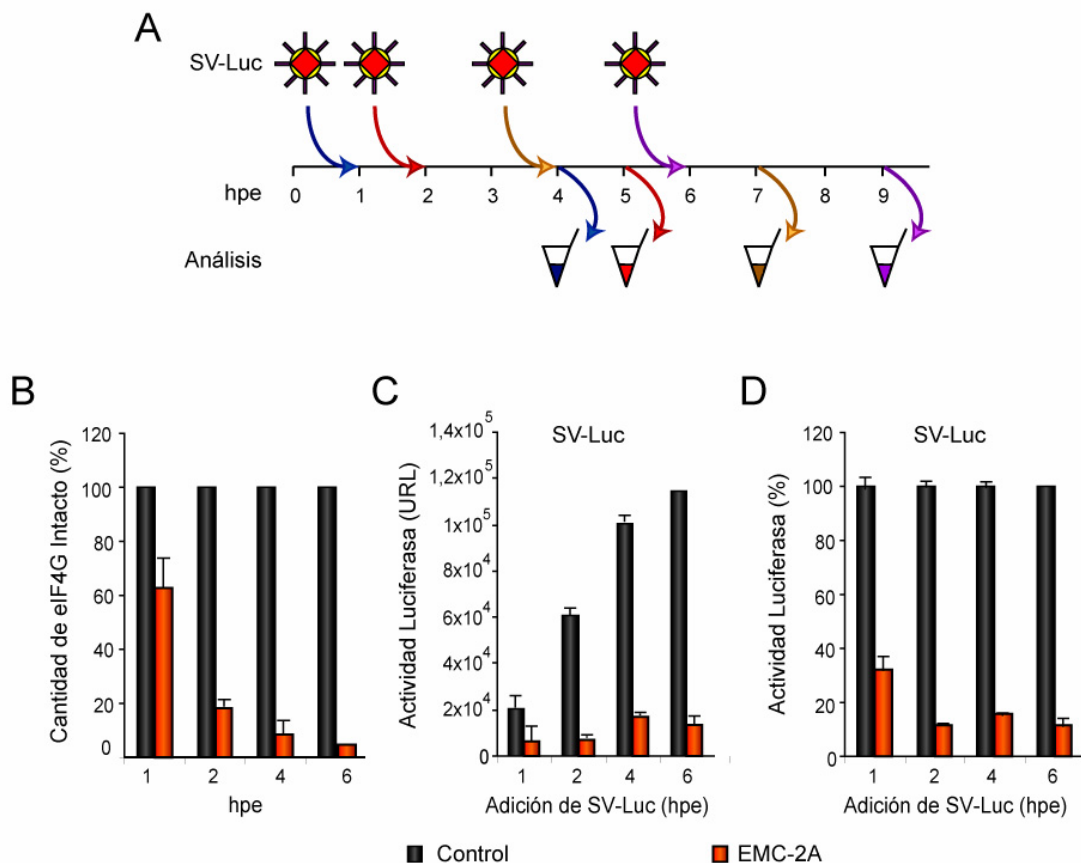 A
SV-Luc
0 1 2 3 4 5 6 7 8 9
hpe
Análisis
B
Cantidad de eIF4G Intacto (%)
120
100
80
60
40
20
0
1 2 4 6
hpe
C
SV-Luc
Actividad Luciferasa (URL)
1,4x10⁵
1,2x10⁵
1x10⁵
8x10⁴
6x10⁴
4x10⁴
2x10⁴
0
1 2 4 6
Adición de SV-Luc (hpe)
D
SV-Luc
Actividad Luciferasa (%)
120
100
80
60
40
20
0
1 2 4 6
Adición de SV-Luc (hpe)
Control
EMC-2A